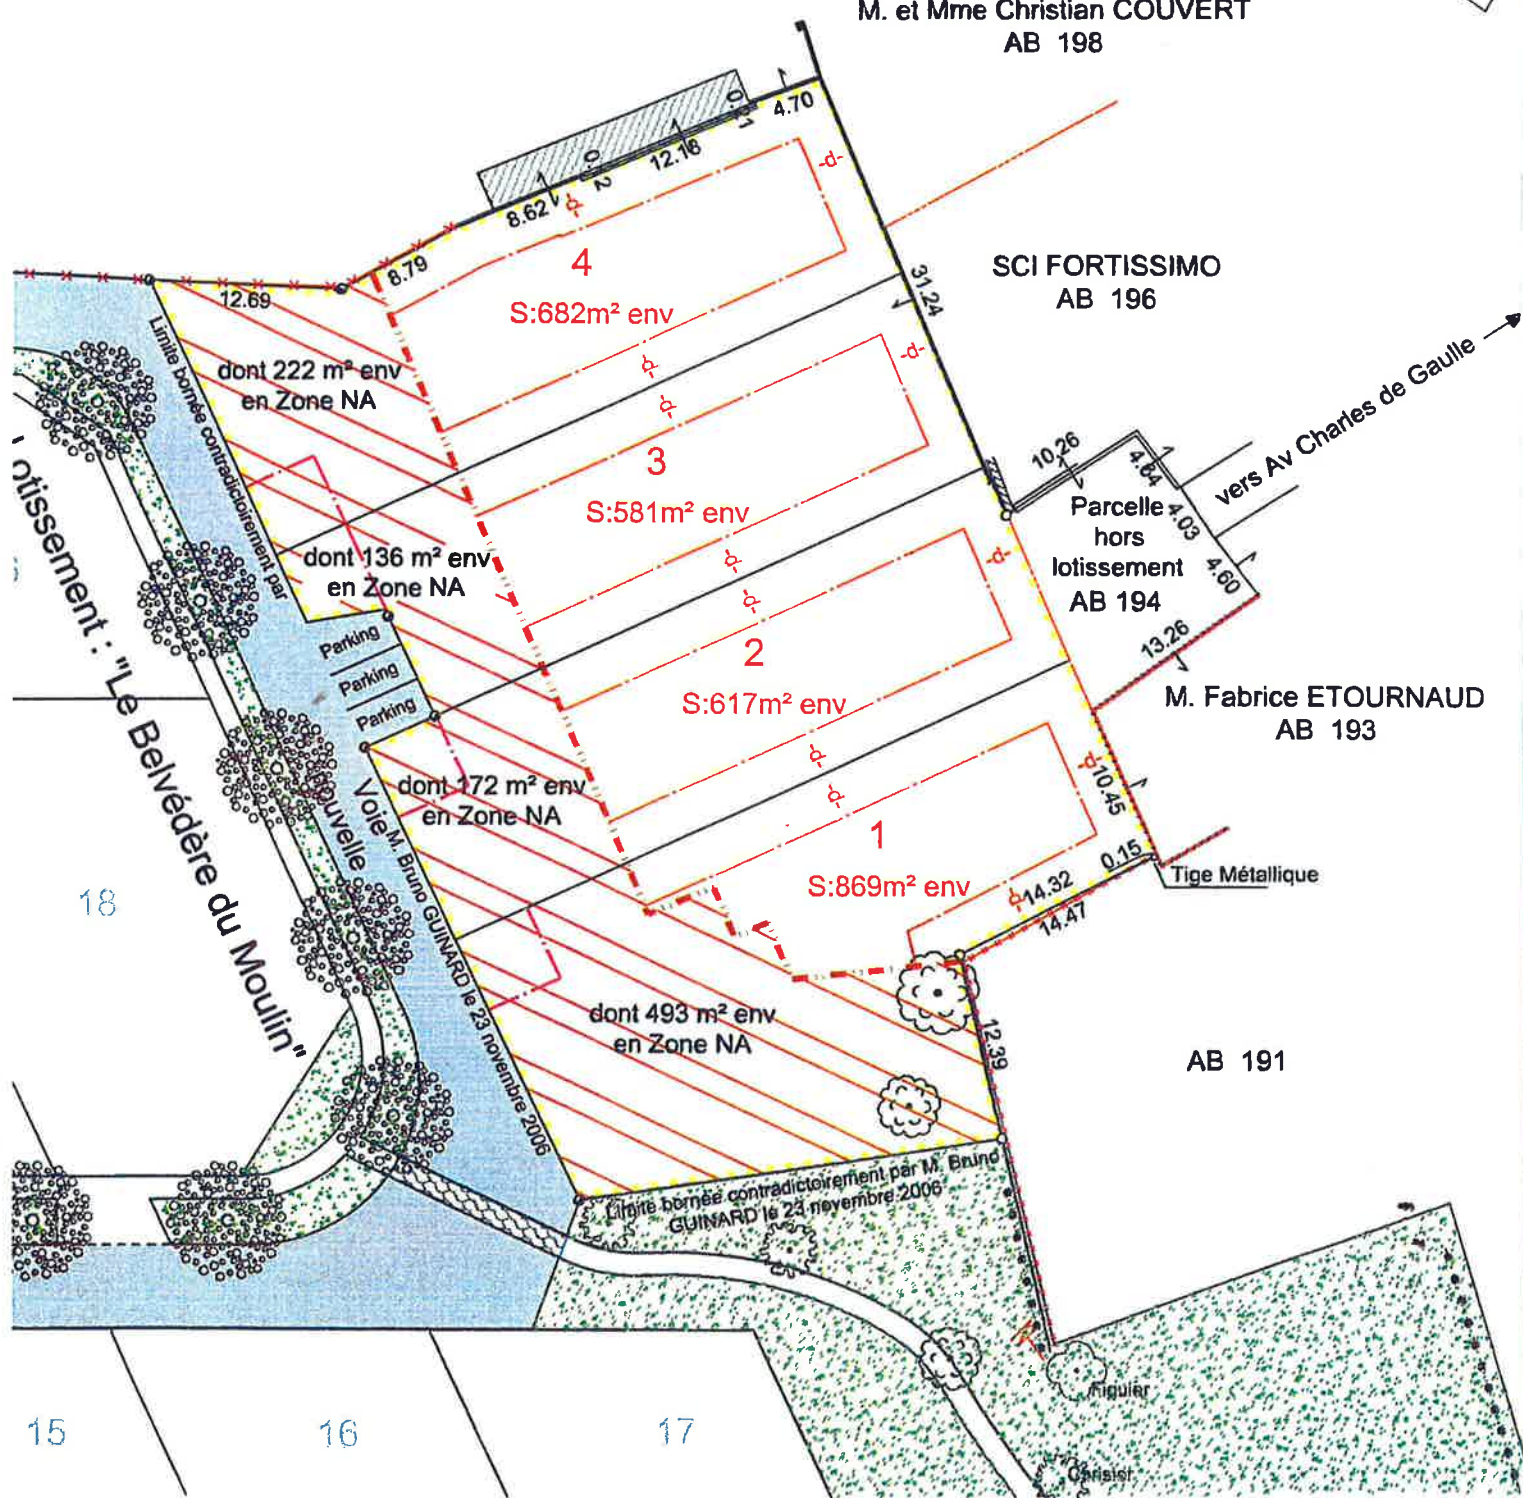 M. et Mme Christian COUVERT
AB 198
4.70
12.16
8.62
8.79
12.69
4
S:682m² env
-d-
31.24
SCI FORTISSIMO
AB 196
vers Av Charles de Gaulle
dont 222 m² env
en Zone NA
Limite bornée contradictoirement par
M. Bruno GUINARD le 23 novembre 2006
3
S:581m² env
-d-
10.26
4.64
4.03
4.60
Parcelle
hors
lotissement
AB 194
13.26
dont 136 m² env
en Zone NA
Parking
Parking
Parking
2
S:617m² env
-d-
M. Fabrice ETOURNAUD
AB 193
dont 172 m² env
en Zone NA
1
S:869m² env
10.45
0.15
Tige Métallique
14.32
14.47
Lotissement : "Le Belvédère du Moulin"
Voie
nouvelle
18
dont 493 m² env
en Zone NA
12.39
AB 191
Limite bornée contradictoirement par M. Bruno
GUINARD le 23 novembre 2006
Figuier
Cerisier
15
16
17